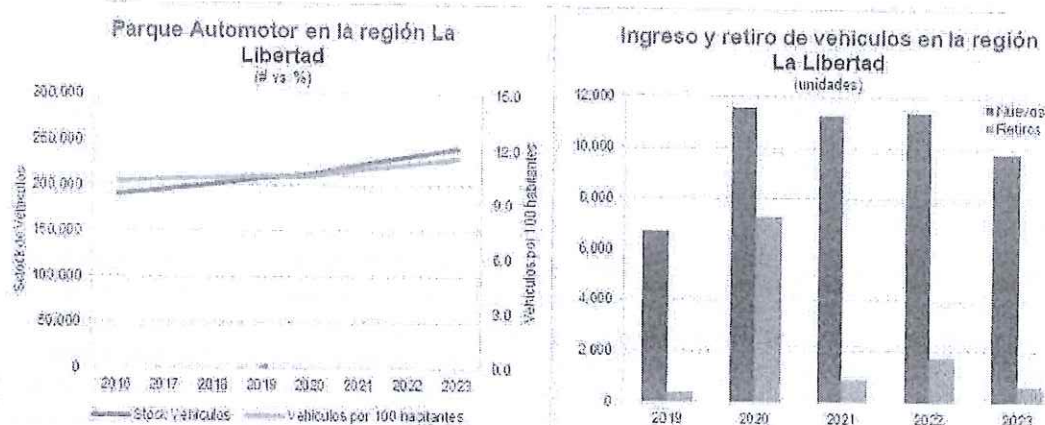 Parque Automotor en la región La
Libertad
(# vs. %)
300,000
250,000
200,000
150,000
100,000
50,000
0
Stock de Vehículos
16.0
12.0
9.0
6.0
3.0
0.0
Vehículos por 100 habitantes
2016 2017 2018 2019 2020 2021 2022 2023
Stock Vehículos Vehículos por 100 habitantes
Ingreso y retiro de vehículos en la región
La Libertad
(unidades)
12,000
10,000
8,000
6,000
4,000
2,000
0
Nuevos
Retiros
2019 2020 2021 2022 2023